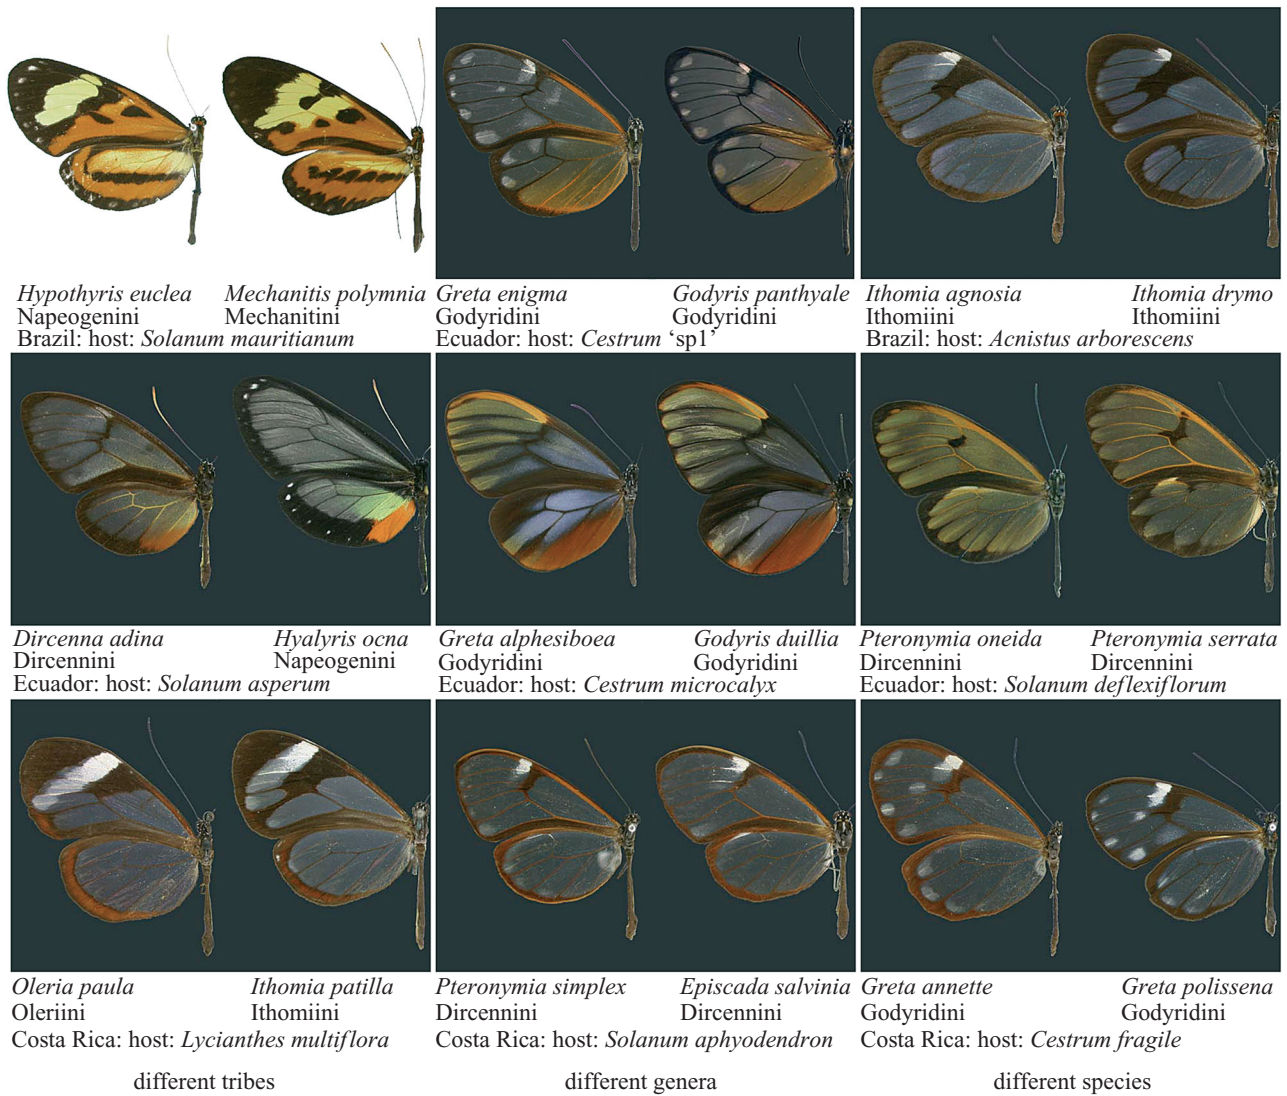 Hypothyris euclea Mechanitis polymnia Greta enigma Godyris panthyale Ithomia agnosia Ithomia drymo
Napeogenini Mechanitini Godyridini Godyridini Ithomiini Ithomiini
Brazil: host: Solanum mauritianum Ecuador: host: Cestrum ‘sp1’ Brazil: host: Acnistus arborescens
Dircenna adina Hyalyris ocna Greta alphesiboea Godyris duillia Pteronymia oneida Pteronymia serrata
Dircennini Napeogenini Godyridini Godyridini Dircennini Dircennini
Ecuador: host: Solanum asperum Ecuador: host: Cestrum microcalyx Ecuador: host: Solanum deflexiflorum
Oleria paula Ithomia patilla Pteronymia simplex Episcada salvinia Greta annette Greta polissena
Oleriini Ithomiini Dircennini Dircennini Godyridini Godyridini
Costa Rica: host: Lycianthes multiflora Costa Rica: host: Solanum aphyodendron Costa Rica: host: Cestrum fragile
different tribes different genera different species